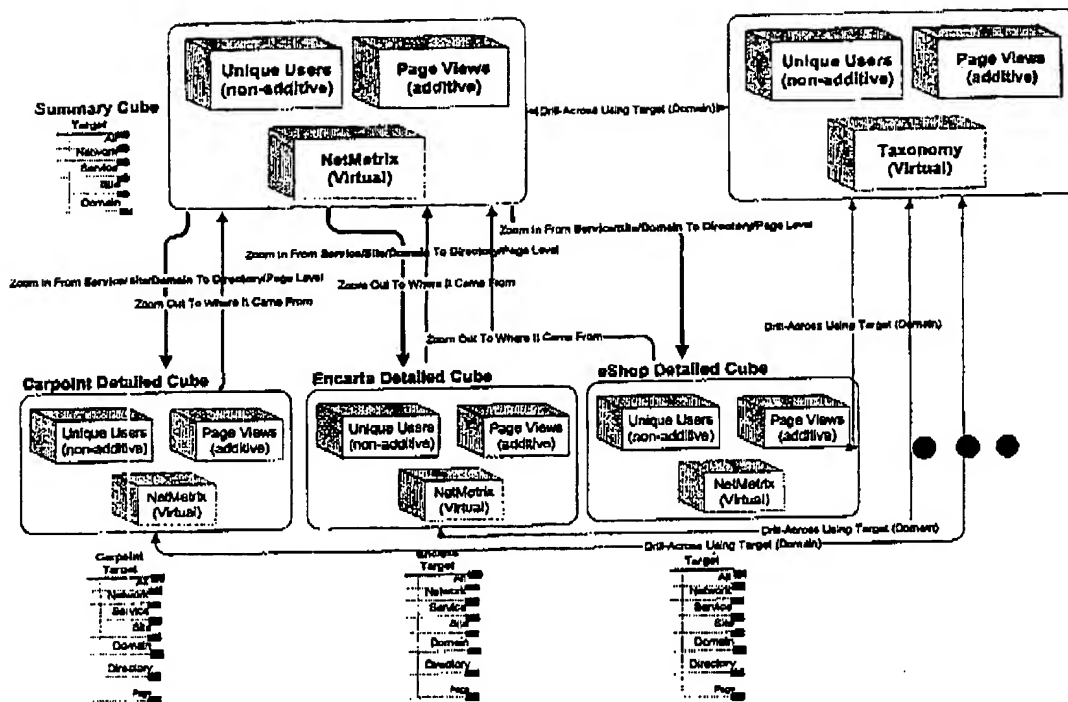 Unique Users
(non-additive)
Page Views
(additive)
NetMetrix
(Virtual)
Drill-Across Using Target (Domain)
Unique Users
(non-additive)
Page Views
(additive)
Taxonomy
(Virtual)
Summary Cube
Target
All
Network
Service
Site
Domain
Zoom In From Service/Site/Domain To Directory/Page Level
Zoom In From Service/Site/Domain To Directory/Page Level
Zoom In From Service/Site/Domain To Directory/Page Level
Zoom Out To Where It Came From
Zoom Out To Where It Came From
Zoom Out To Where It Came From
Drill-Across Using Target (Domain)
Carpoint Detailed Cube
Unique Users
(non-additive)
Page Views
(additive)
NetMetrix
(Virtual)
Encarta Detailed Cube
Unique Users
(non-additive)
Page Views
(additive)
NetMetrix
(Virtual)
eShop Detailed Cube
Unique Users
(non-additive)
Page Views
(additive)
NetMetrix
(Virtual)
Drill-Across Using Target (Domain)
Drill-Across Using Target (Domain)
Carpoint
Target
All
Network
Service
Site
Domain
Directory
Page
Target
All
Network
Service
Site
Domain
Directory
Page
Target
All
Network
Service
Site
Domain
Directory
Page